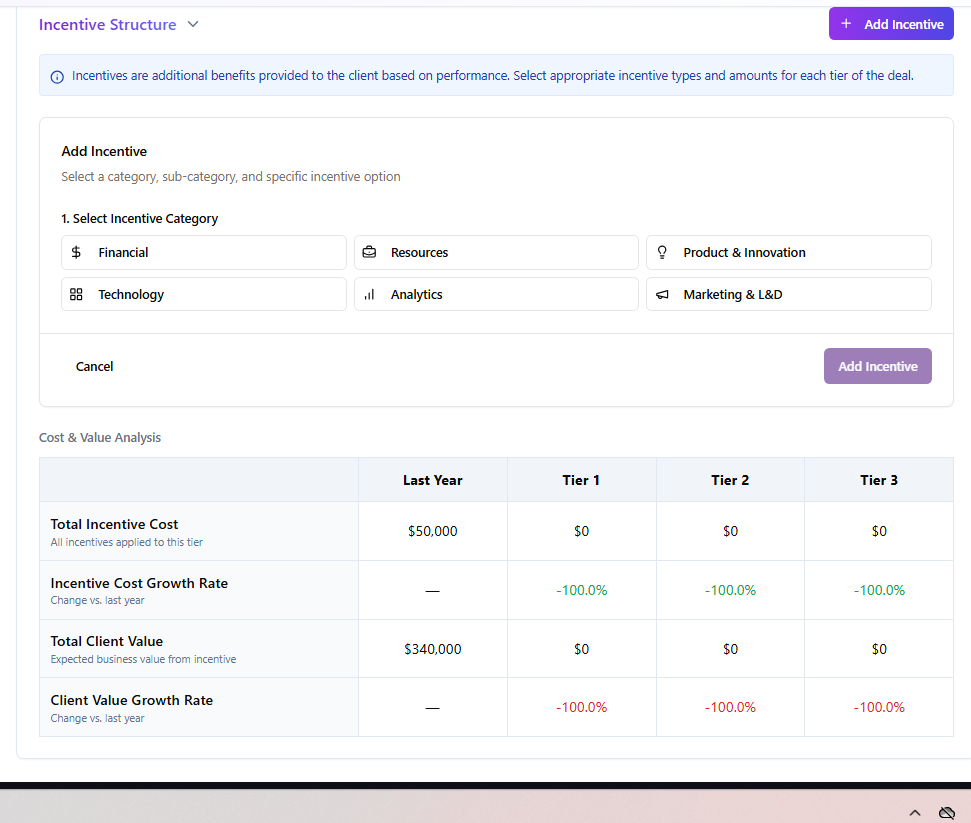 Incentive Structure
+ Add Incentive
Incentives are additional benefits provided to the client based on performance. Select appropriate incentive types and amounts for each tier of the deal.
Add Incentive
Select a category, sub-category, and specific incentive option
1. Select Incentive Category
Financial
Resources
Product & Innovation
Technology
Analytics
Marketing & L&D
Cancel
Add Incentive
Cost & Value Analysis
Last Year Tier 1 Tier 2 Tier 3
Total Incentive Cost
All incentives applied to this tier
$50,000 $0 $0 $0
Incentive Cost Growth Rate
Change vs. last year
— -100.0% -100.0% -100.0%
Total Client Value
Expected business value from incentive
$340,000 $0 $0 $0
Client Value Growth Rate
Change vs. last year
— -100.0% -100.0% -100.0%